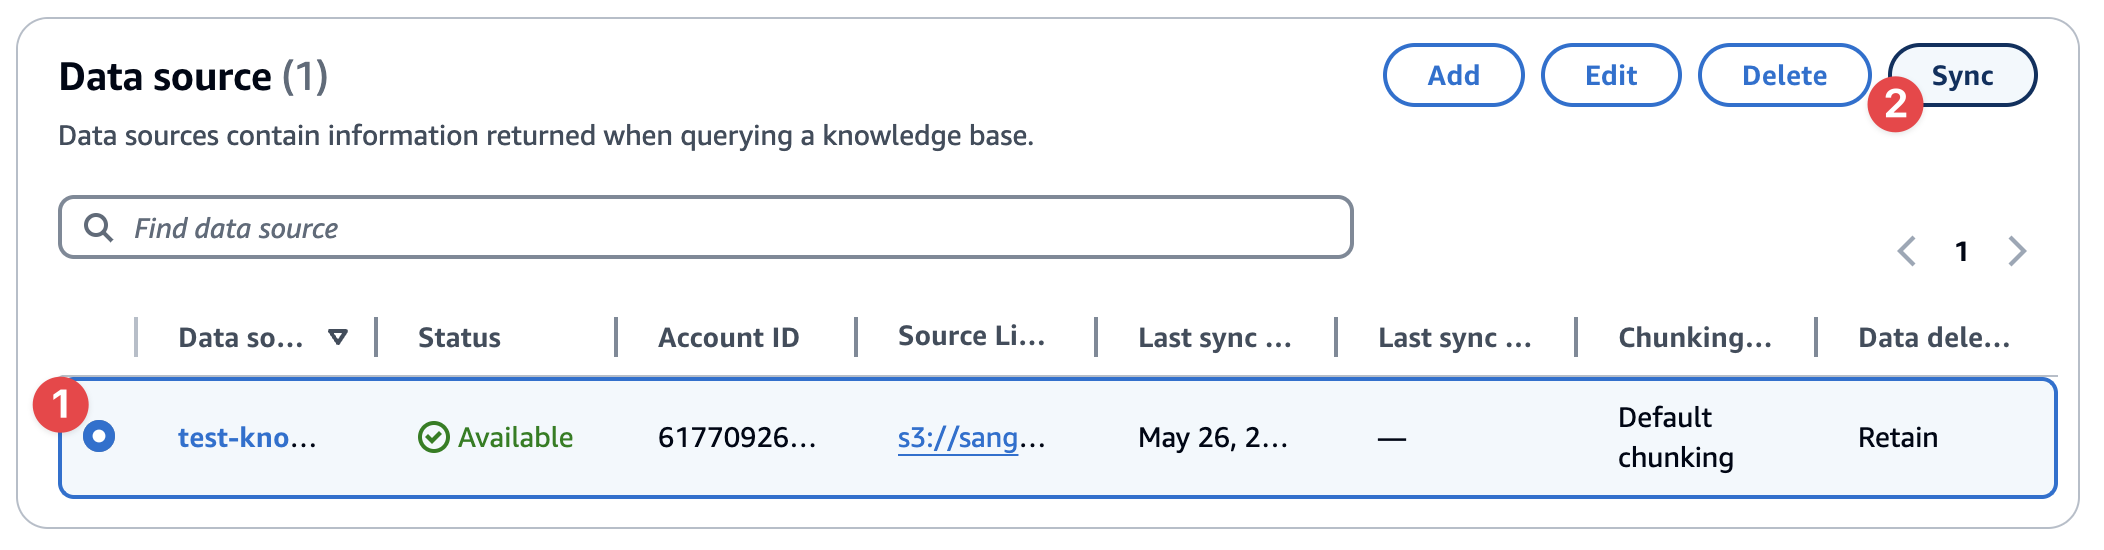 Data source (1)
Add
Edit
Delete
Sync
2
Data sources contain information returned when querying a knowledge base.
Find data source
1
Data so...
Status
Account ID
Source Li...
Last sync ...
Last sync ...
Chunking...
Data dele...
1
test-kno...
Available
61770926...
s3://sang...
May 26, 2...
—
Default
chunking
Retain